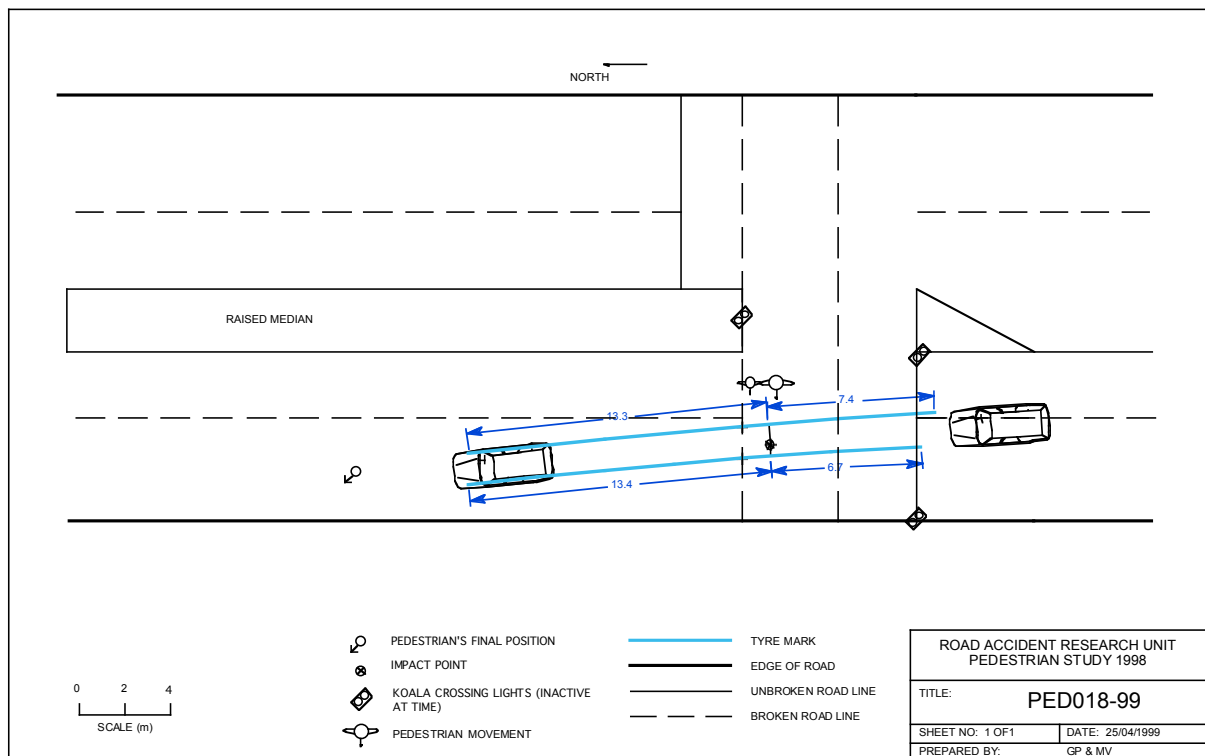 NORTH
RAISED MEDIAN
13.3
7.4
13.4
6.7
PEDESTRIAN'S FINAL POSITION
IMPACT POINT
KOALA CROSSING LIGHTS (INACTIVE
AT TIME)
PEDESTRIAN MOVEMENT
TYRE MARK
EDGE OF ROAD
UNBROKEN ROAD LINE
BROKEN ROAD LINE
0 2 4
SCALE (m)
ROAD ACCIDENT RESEARCH UNIT
PEDESTRIAN STUDY 1998
TITLE: PED018-99
SHEET NO: 1 OF1 DATE: 25/04/1999
PREPARED BY: GP & MV